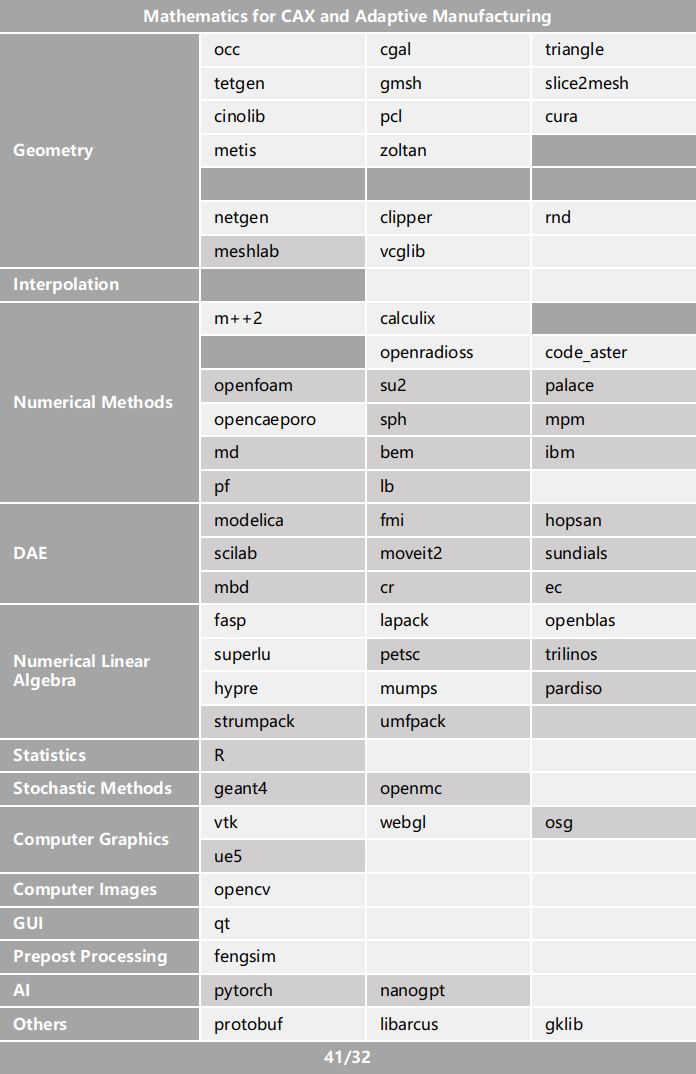 Mathematics for CAX and Adaptive Manufacturing
Geometry
occ cgal triangle
tetgen gmsh slice2mesh
cinolib pcl cura
metis zoltan
netgen clipper rnd
meshlab vcglib
Interpolation
Numerical Methods
m++2 calculix
openradioss code_aster
openfoam su2 palace
opencaeporo sph mpm
md bem ibm
pf lb
DAE
modelica fmi hopsan
scilab moveit2 sundials
mbd cr ec
Numerical Linear
Algebra
fasp lapack openblas
superlu petsc trilinos
hypre mumps pardiso
strumpack umfpack
Statistics R
Stochastic Methods geant4 openmc
Computer Graphics
vtk webgl osg
ue5
Computer Images opencv
GUI qt
Prepost Processing fengsim
AI pytorch nanogpt
Others protobuf libarcus gklib
41/32